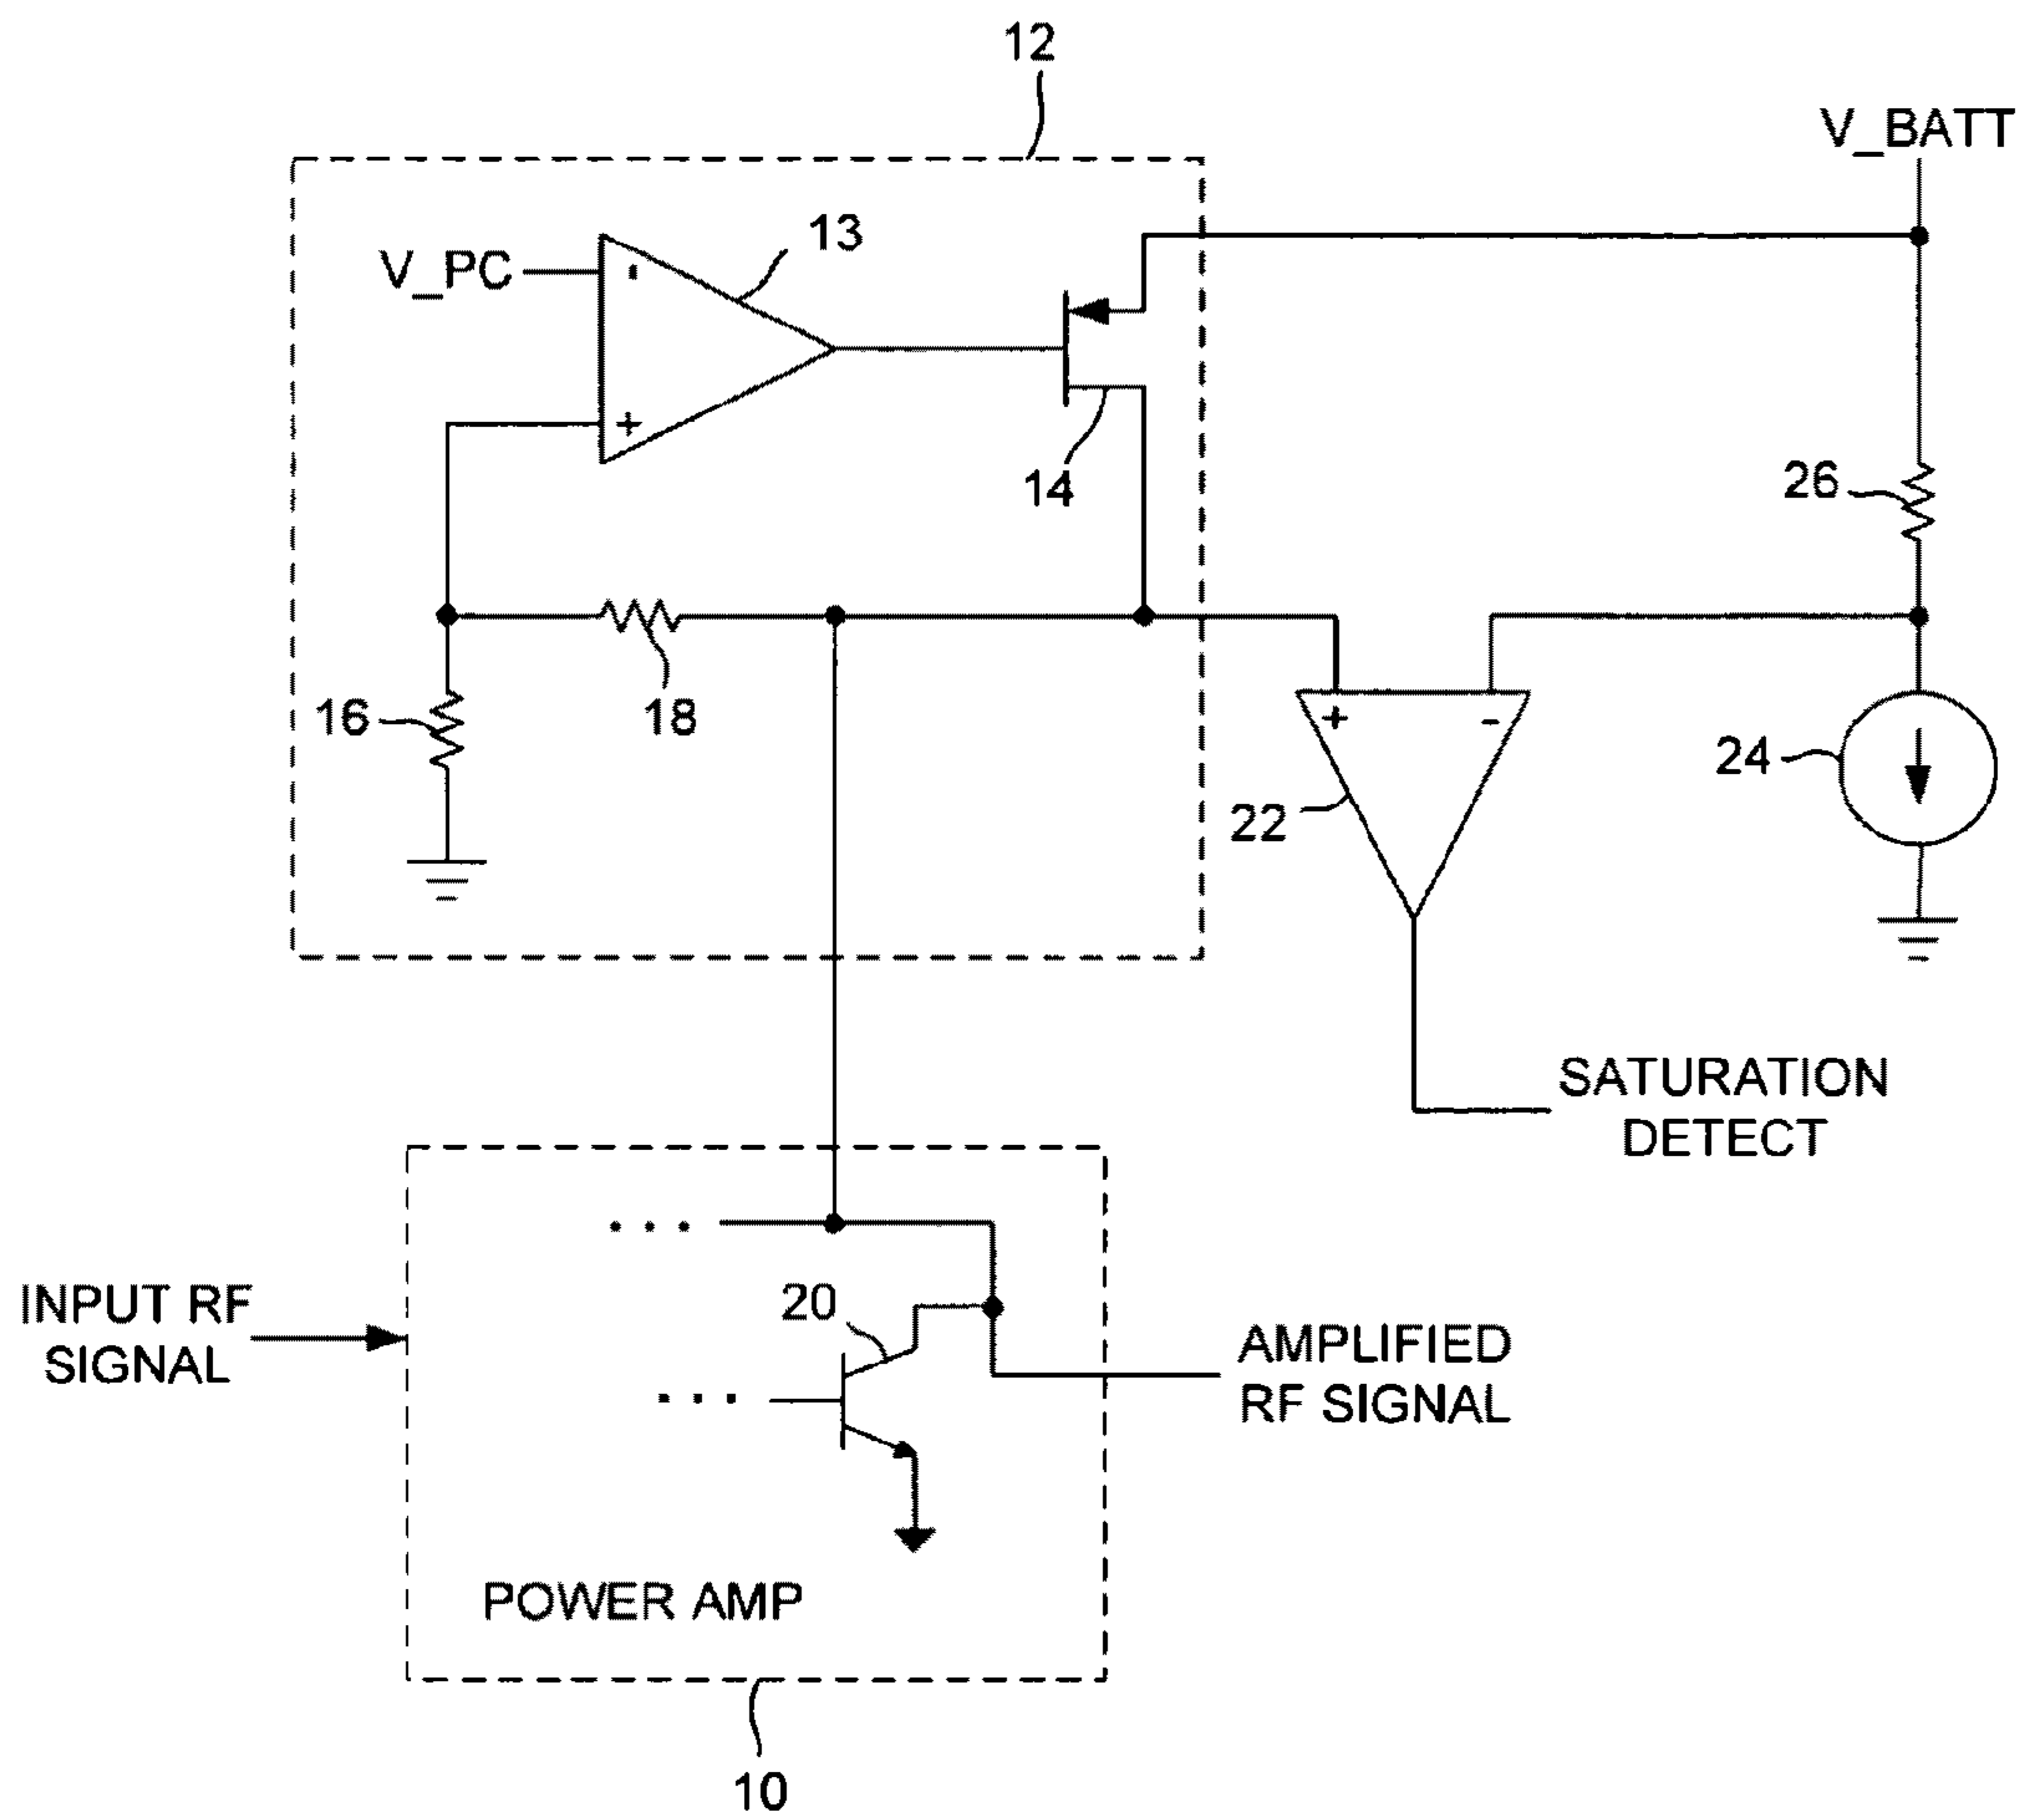 12
V_BATT
13
V_PC
-
+
14
26
16
18
+
-
24
22
SATURATION
DETECT
INPUT RF
SIGNAL
20
AMPLIFIED
RF SIGNAL
POWER AMP
10